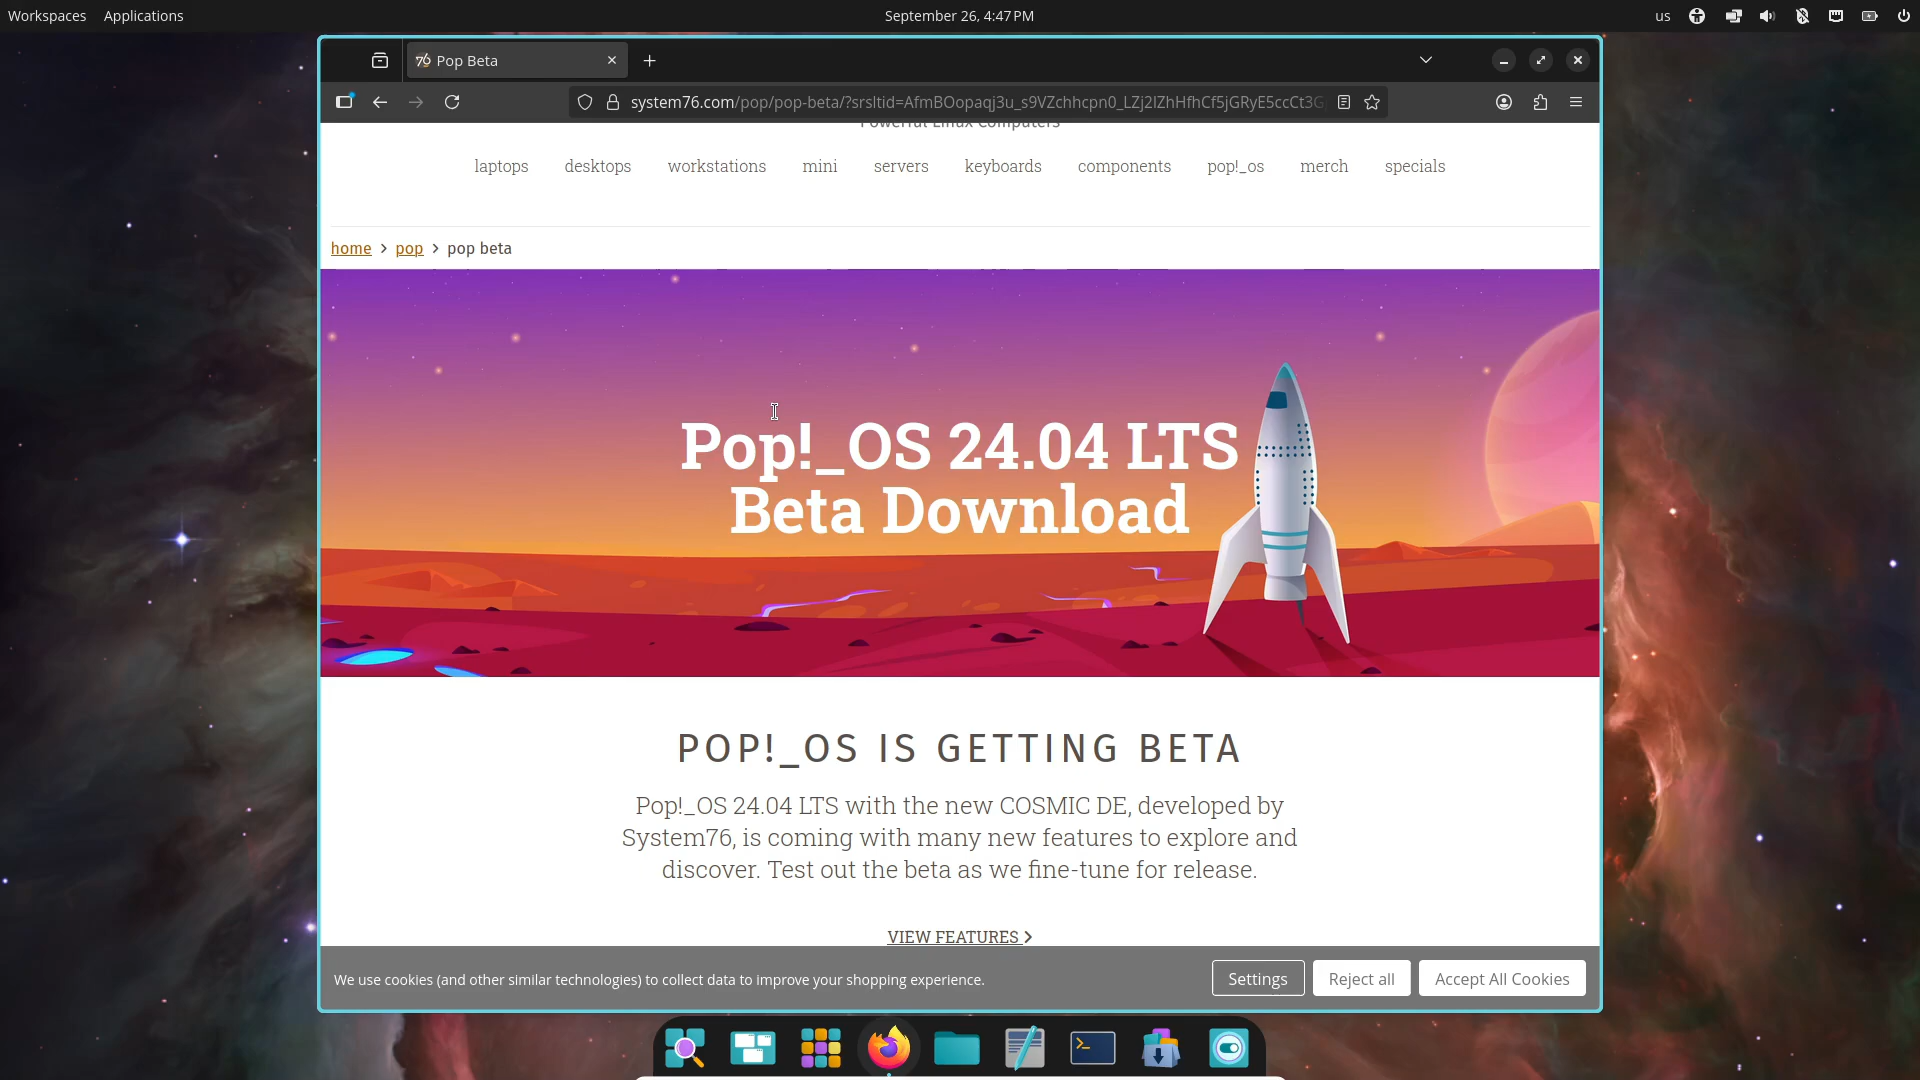 Workspaces Applications September 26, 4:47 PM us
Pop Beta
system76.com/pop/pop-beta/?srsltid=AfmBOopaqj3u_s9VZchhcpn0_LZj2lZhHfhCf5jGRyE5ccCt3G
Powerful Linux Computers
laptops desktops workstations mini servers keyboards components pop!_os merch specials
home > pop > pop beta
Pop!_OS 24.04 LTS
Beta Download
POP!_OS IS GETTING BETA
Pop!_OS 24.04 LTS with the new COSMIC DE, developed by
System76, is coming with many new features to explore and
discover. Test out the beta as we fine-tune for release.
VIEW FEATURES >
We use cookies (and other similar technologies) to collect data to improve your shopping experience. Settings Reject all Accept All Cookies